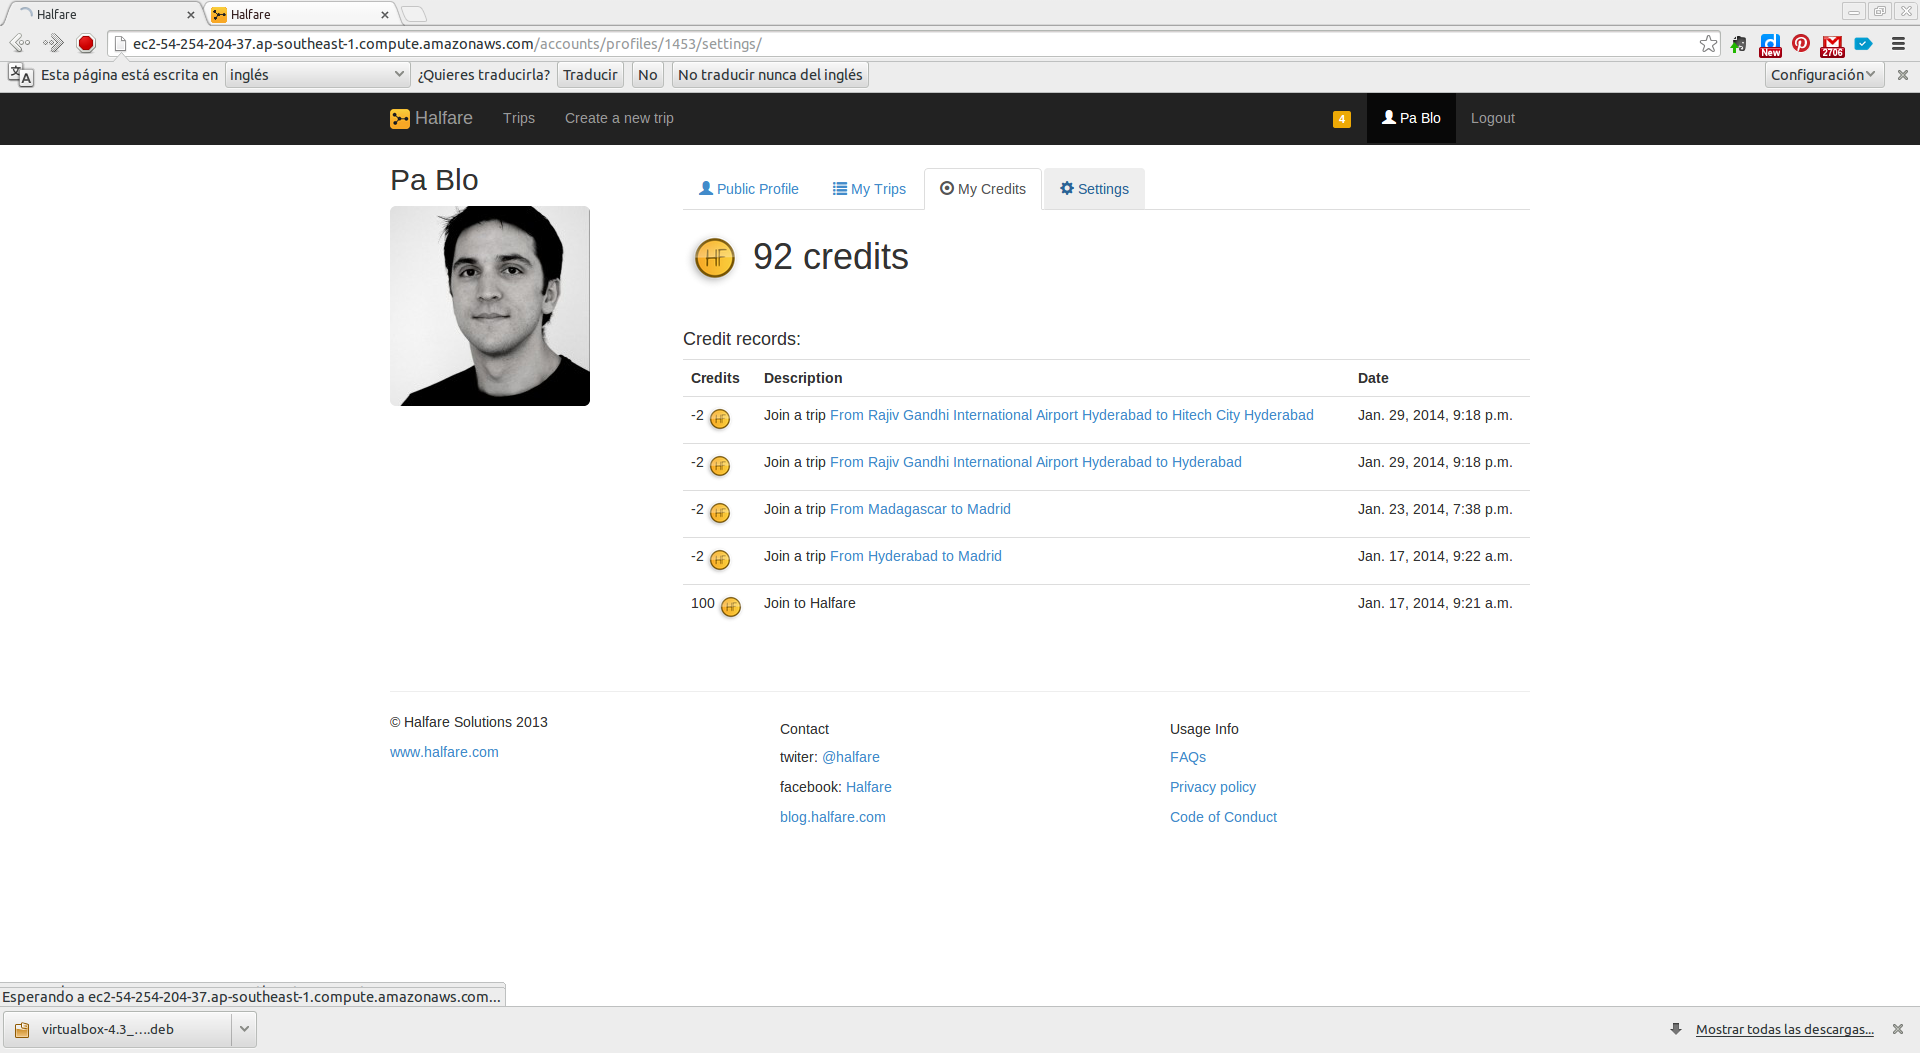 Halfare
Halfare
ec2-54-254-204-37.ap-southeast-1.compute.amazonaws.com/accounts/profiles/1453/settings/
New
2706
Esta página está escrita en inglés ¿Quieres traducirla? Traducir No No traducir nunca del inglés Configuración
Halfare Trips Create a new trip 4 Pa Blo Logout
Pa Blo
Public Profile My Trips My Credits Settings
HF 92 credits
Credit records:
Credits Description Date
-2 HF Join a trip From Rajiv Gandhi International Airport Hyderabad to Hitech City Hyderabad Jan. 29, 2014, 9:18 p.m.
-2 HF Join a trip From Rajiv Gandhi International Airport Hyderabad to Hyderabad Jan. 29, 2014, 9:18 p.m.
-2 HF Join a trip From Madagascar to Madrid Jan. 23, 2014, 7:38 p.m.
-2 HF Join a trip From Hyderabad to Madrid Jan. 17, 2014, 9:22 a.m.
100 HF Join to Halfare Jan. 17, 2014, 9:21 a.m.
© Halfare Solutions 2013
www.halfare.com
Contact
twiter: @halfare
facebook: Halfare
blog.halfare.com
Usage Info
FAQs
Privacy policy
Code of Conduct
Esperando a ec2-54-254-204-37.ap-southeast-1.compute.amazonaws.com...
virtualbox-4.3_....deb
Mostrar todas las descargas...